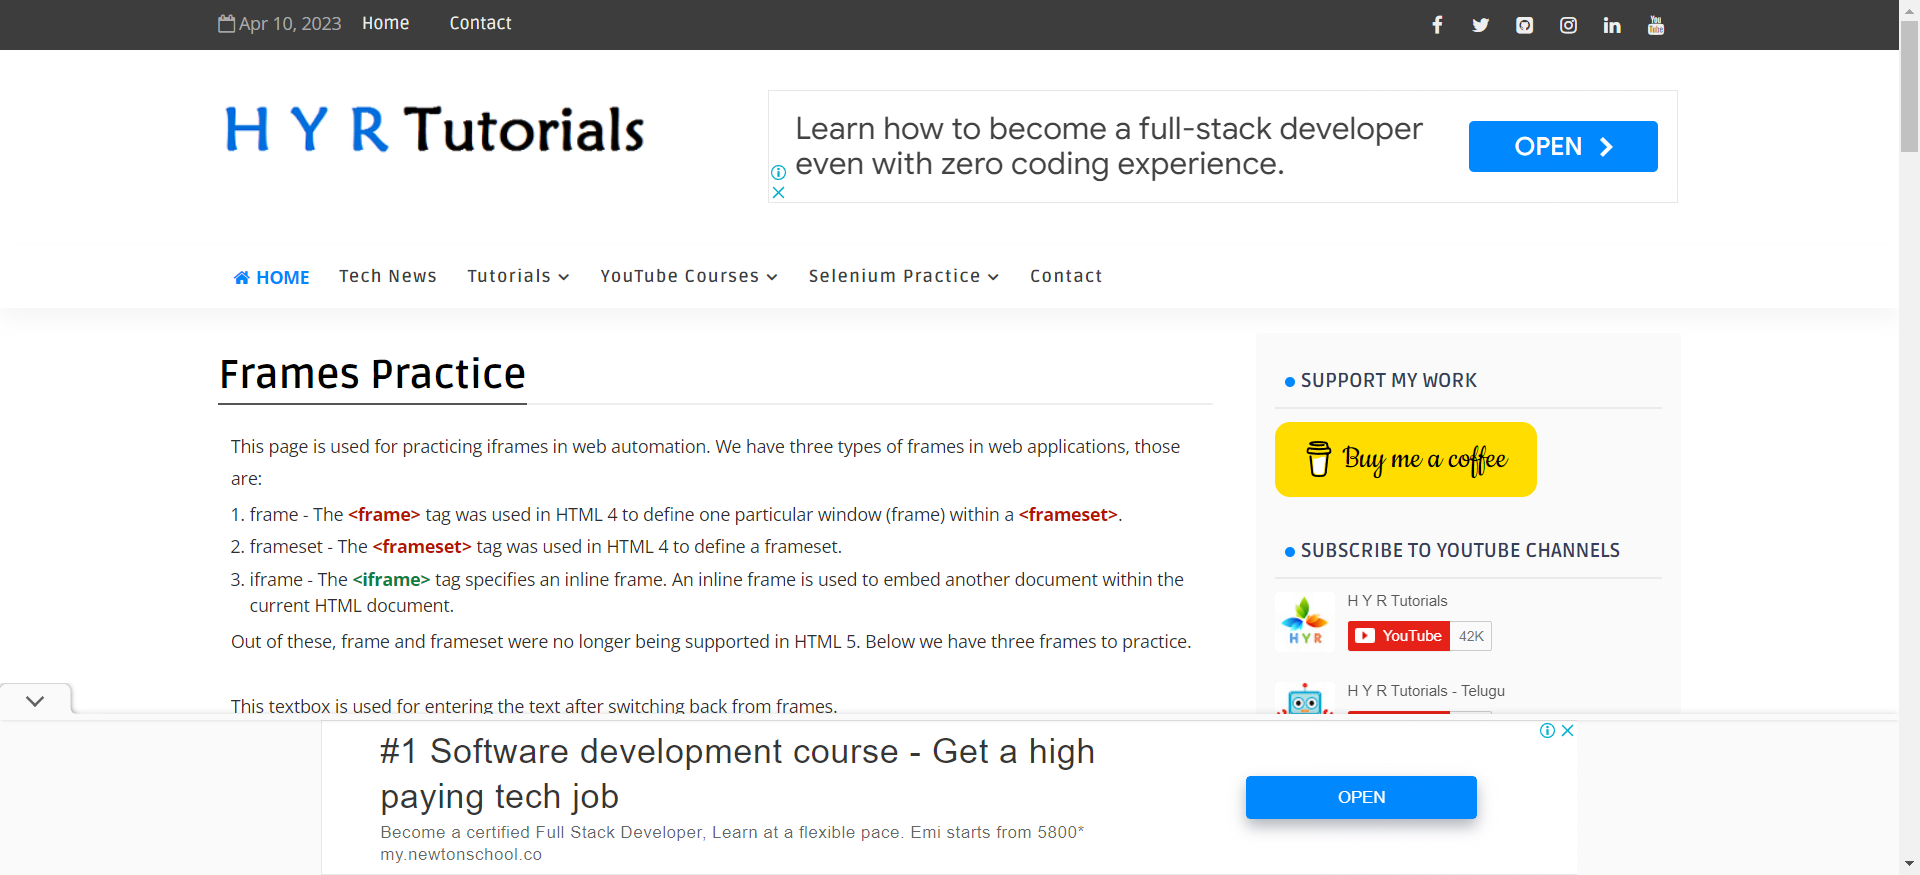 Apr 10, 2023 Home Contact
You Tube
H Y R Tutorials
Learn how to become a full-stack developer
even with zero coding experience.
OPEN
HOME Tech News Tutorials YouTube Courses Selenium Practice Contact
Frames Practice
This page is used for practicing iframes in web automation. We have three types of frames in web applications, those
are:
1. frame - The <frame> tag was used in HTML 4 to define one particular window (frame) within a <frameset>.
2. frameset - The <frameset> tag was used in HTML 4 to define a frameset.
3. iframe - The <iframe> tag specifies an inline frame. An inline frame is used to embed another document within the
current HTML document.
Out of these, frame and frameset were no longer being supported in HTML 5. Below we have three frames to practice.
This textbox is used for entering the text after switching back from frames.
SUPPORT MY WORK
Buy me a coffee
SUBSCRIBE TO YOUTUBE CHANNELS
H Y R
H Y R Tutorials
YouTube 42K
H Y R Tutorials - Telugu
#1 Software development course - Get a high
paying tech job
Become a certified Full Stack Developer, Learn at a flexible pace. Emi starts from 5800*
my.newtonschool.co
OPEN